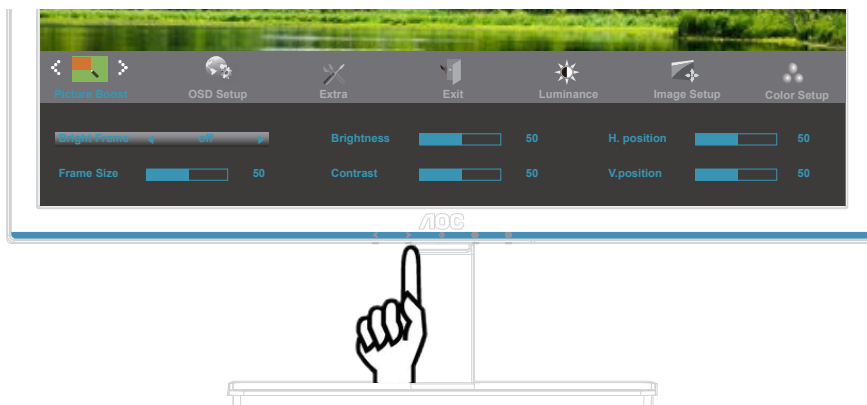 Picture Boost OSD Setup Extra Exit Luminance Image Setup Color Setup
Bright Frame off Brightness 50 H. position 50
Frame Size 50 Contrast 50 V.position 50
AOC